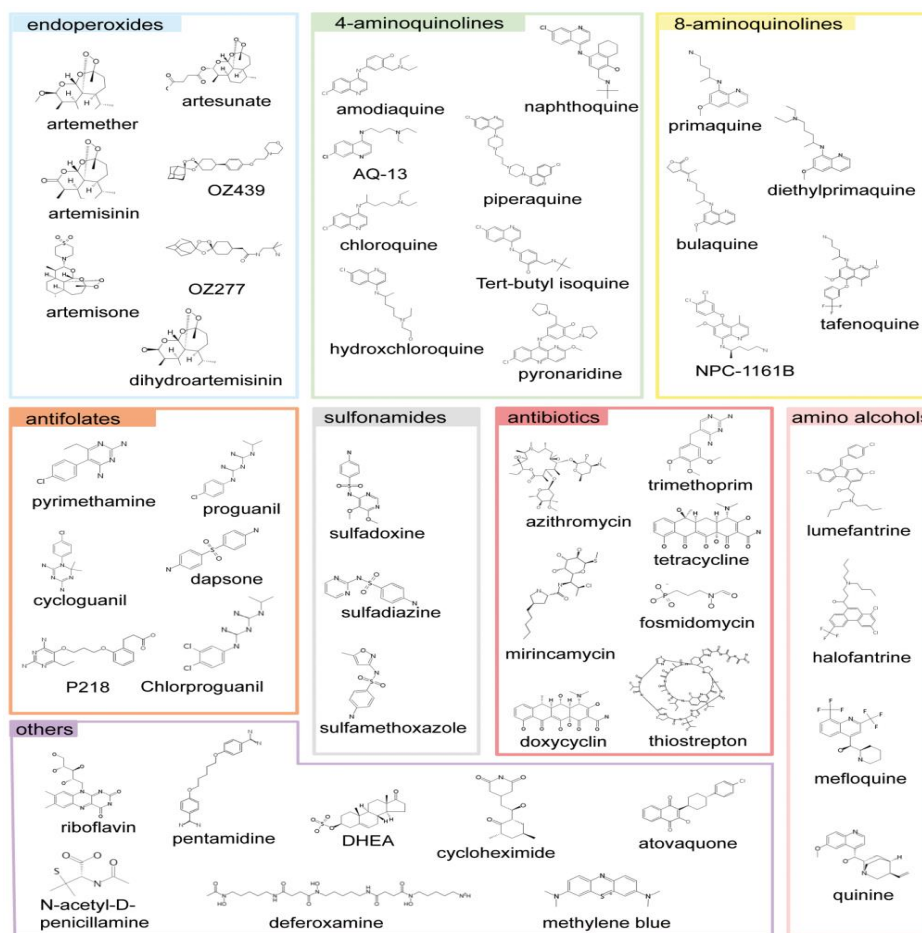 endoperoxides
artemether
artesunate
artemisinin
OZ439
artemisone
OZ277
dihydroartemisinin
4-aminoquinolines
amodiaquine
naphthoquine
AQ-13
piperaquine
chloroquine
Tert-butyl isoquine
hydroxchloroquine
pyronaridine
8-aminoquinolines
primaquine
diethylprimaquine
bulaquine
tafenoquine
NPC-1161B
antifolates
pyrimethamine
proguanil
cycloguanil
dapsone
P218
Chlorproguanil
sulfonamides
sulfadoxine
sulfadiazine
sulfamethoxazole
antibiotics
azithromycin
trimethoprim
tetracycline
mirincamycin
fosmidomycin
doxycyclin
thiostrepton
amino alcohols
lumefantrine
halofantrine
mefloquine
quinine
others
riboflavin
pentamidine
DHEA
cycloheximide
atovaquone
N-acetyl-D-
penicillamine
deferoxamine
methylene blue